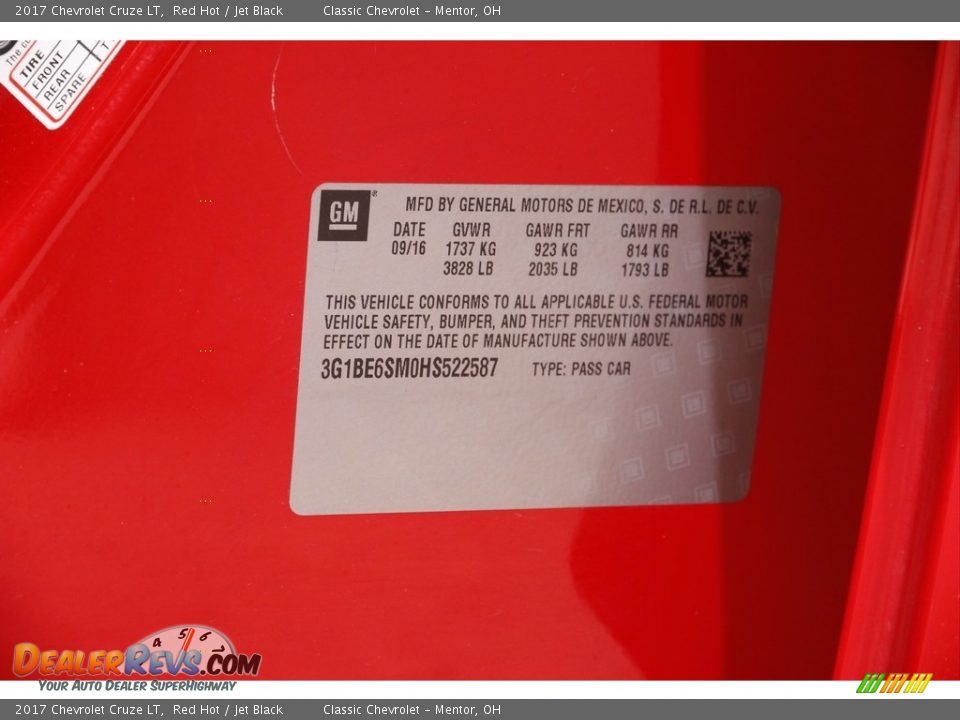 2017 Chevrolet Cruze LT, Red Hot / Jet Black Classic Chevrolet – Mentor, OH
TIRE
FRONT
REAR
SPARE
GM ®
MFD BY GENERAL MOTORS DE MEXICO, S. DE R.L. DE C.V.
DATE GVWR GAWR FRT GAWR RR
09/16 1737 KG 923 KG 814 KG
3828 LB 2035 LB 1793 LB
THIS VEHICLE CONFORMS TO ALL APPLICABLE U.S. FEDERAL MOTOR
VEHICLE SAFETY, BUMPER, AND THEFT PREVENTION STANDARDS IN
EFFECT ON THE DATE OF MANUFACTURE SHOWN ABOVE.
3G1BE6SM0HS522587 TYPE: PASS CAR
4 5 6 7
DEALERREVS.COM
YOUR AUTO DEALER SUPERHIGHWAY
2017 Chevrolet Cruze LT, Red Hot / Jet Black Classic Chevrolet – Mentor, OH